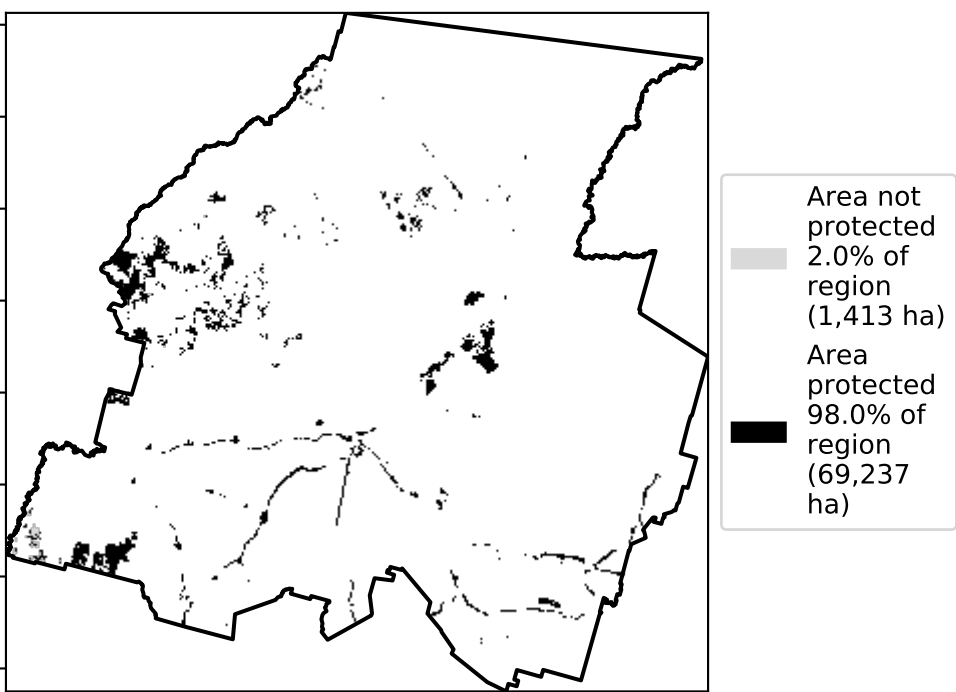 Area not
protected
2.0% of
region
(1,413 ha)
Area
protected
98.0% of
region
(69,237
ha)